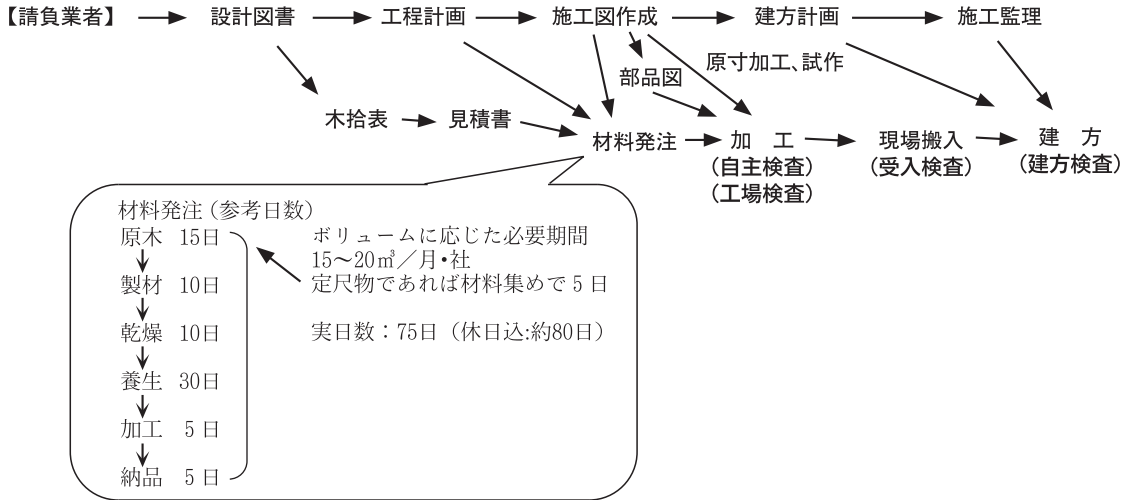 【請負業者】 設計図書 工程計画 施工図作成 建方計画 施工監理
原寸加工、試作
部品図
木拾表 見積書
材料発注 加　工 現場搬入 建　方
(自主検査) (受入検査) (建方検査)
(工場検査)
材料発注（参考日数）
原木 15日 ボリュームに応じた必要期間
15～20㎥／月・社
製材 10日 定尺物であれば材料集めで５日
乾燥 10日 実日数：75日（休日込:約80日）
養生 30日
加工 5日
納品 5日